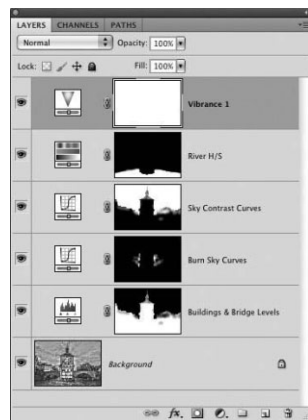 LAYERS CHANNELS PATHS
Normal Opacity: 100%
Lock: Fill: 100%
Vibrance 1
River H/S
Sky Contrast Curves
Burn Sky Curves
Buildings & Bridge Levels
Background
fx.